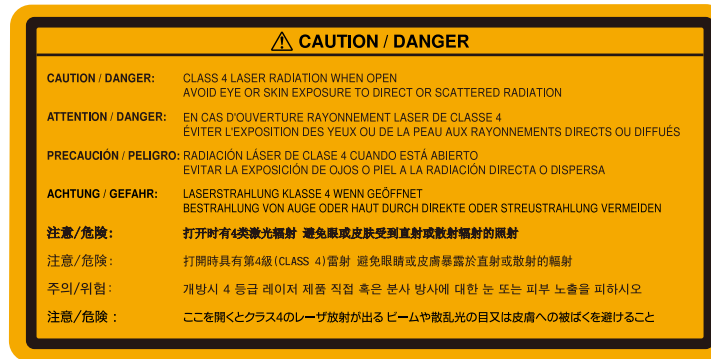 ⚠ CAUTION / DANGER
CAUTION / DANGER: CLASS 4 LASER RADIATION WHEN OPEN
AVOID EYE OR SKIN EXPOSURE TO DIRECT OR SCATTERED RADIATION
ATTENTION / DANGER: EN CAS D'OUVERTURE RAYONNEMENT LASER DE CLASSE 4
ÉVITER L'EXPOSITION DES YEUX OU DE LA PEAU AUX RAYONNEMENTS DIRECTS OU DIFFUÉS
PRECAUCIÓN / PELIGRO: RADIACIÓN LÁSER DE CLASE 4 CUANDO ESTÁ ABIERTO
EVITAR LA EXPOSICIÓN DE OJOS O PIEL A LA RADIACIÓN DIRECTA O DISPERSA
ACHTUNG / GEFAHR: LASERSTRAHLUNG KLASSE 4 WENN GEÖFFNET
BESTRAHLUNG VON AUGE ODER HAUT DURCH DIREKTE ODER STREUSTRAHLUNG VERMEIDEN
注意/危险: 打开时有4类激光辐射 避免眼或皮肤受到直射或散射辐射的照射
注意/危險: 打開時具有第4級(CLASS 4)雷射 避免眼睛或皮膚暴露於直射或散射的輻射
주의/위험: 개방시 4 등급 레이저 제품 직접 혹은 분사 방사에 대한 눈 또는 피부 노출을 피하시오
注意/危険 : ここを開くとクラス4のレーザ放射が出る ビームや散乱光の目又は皮膚への被ばくを避けること